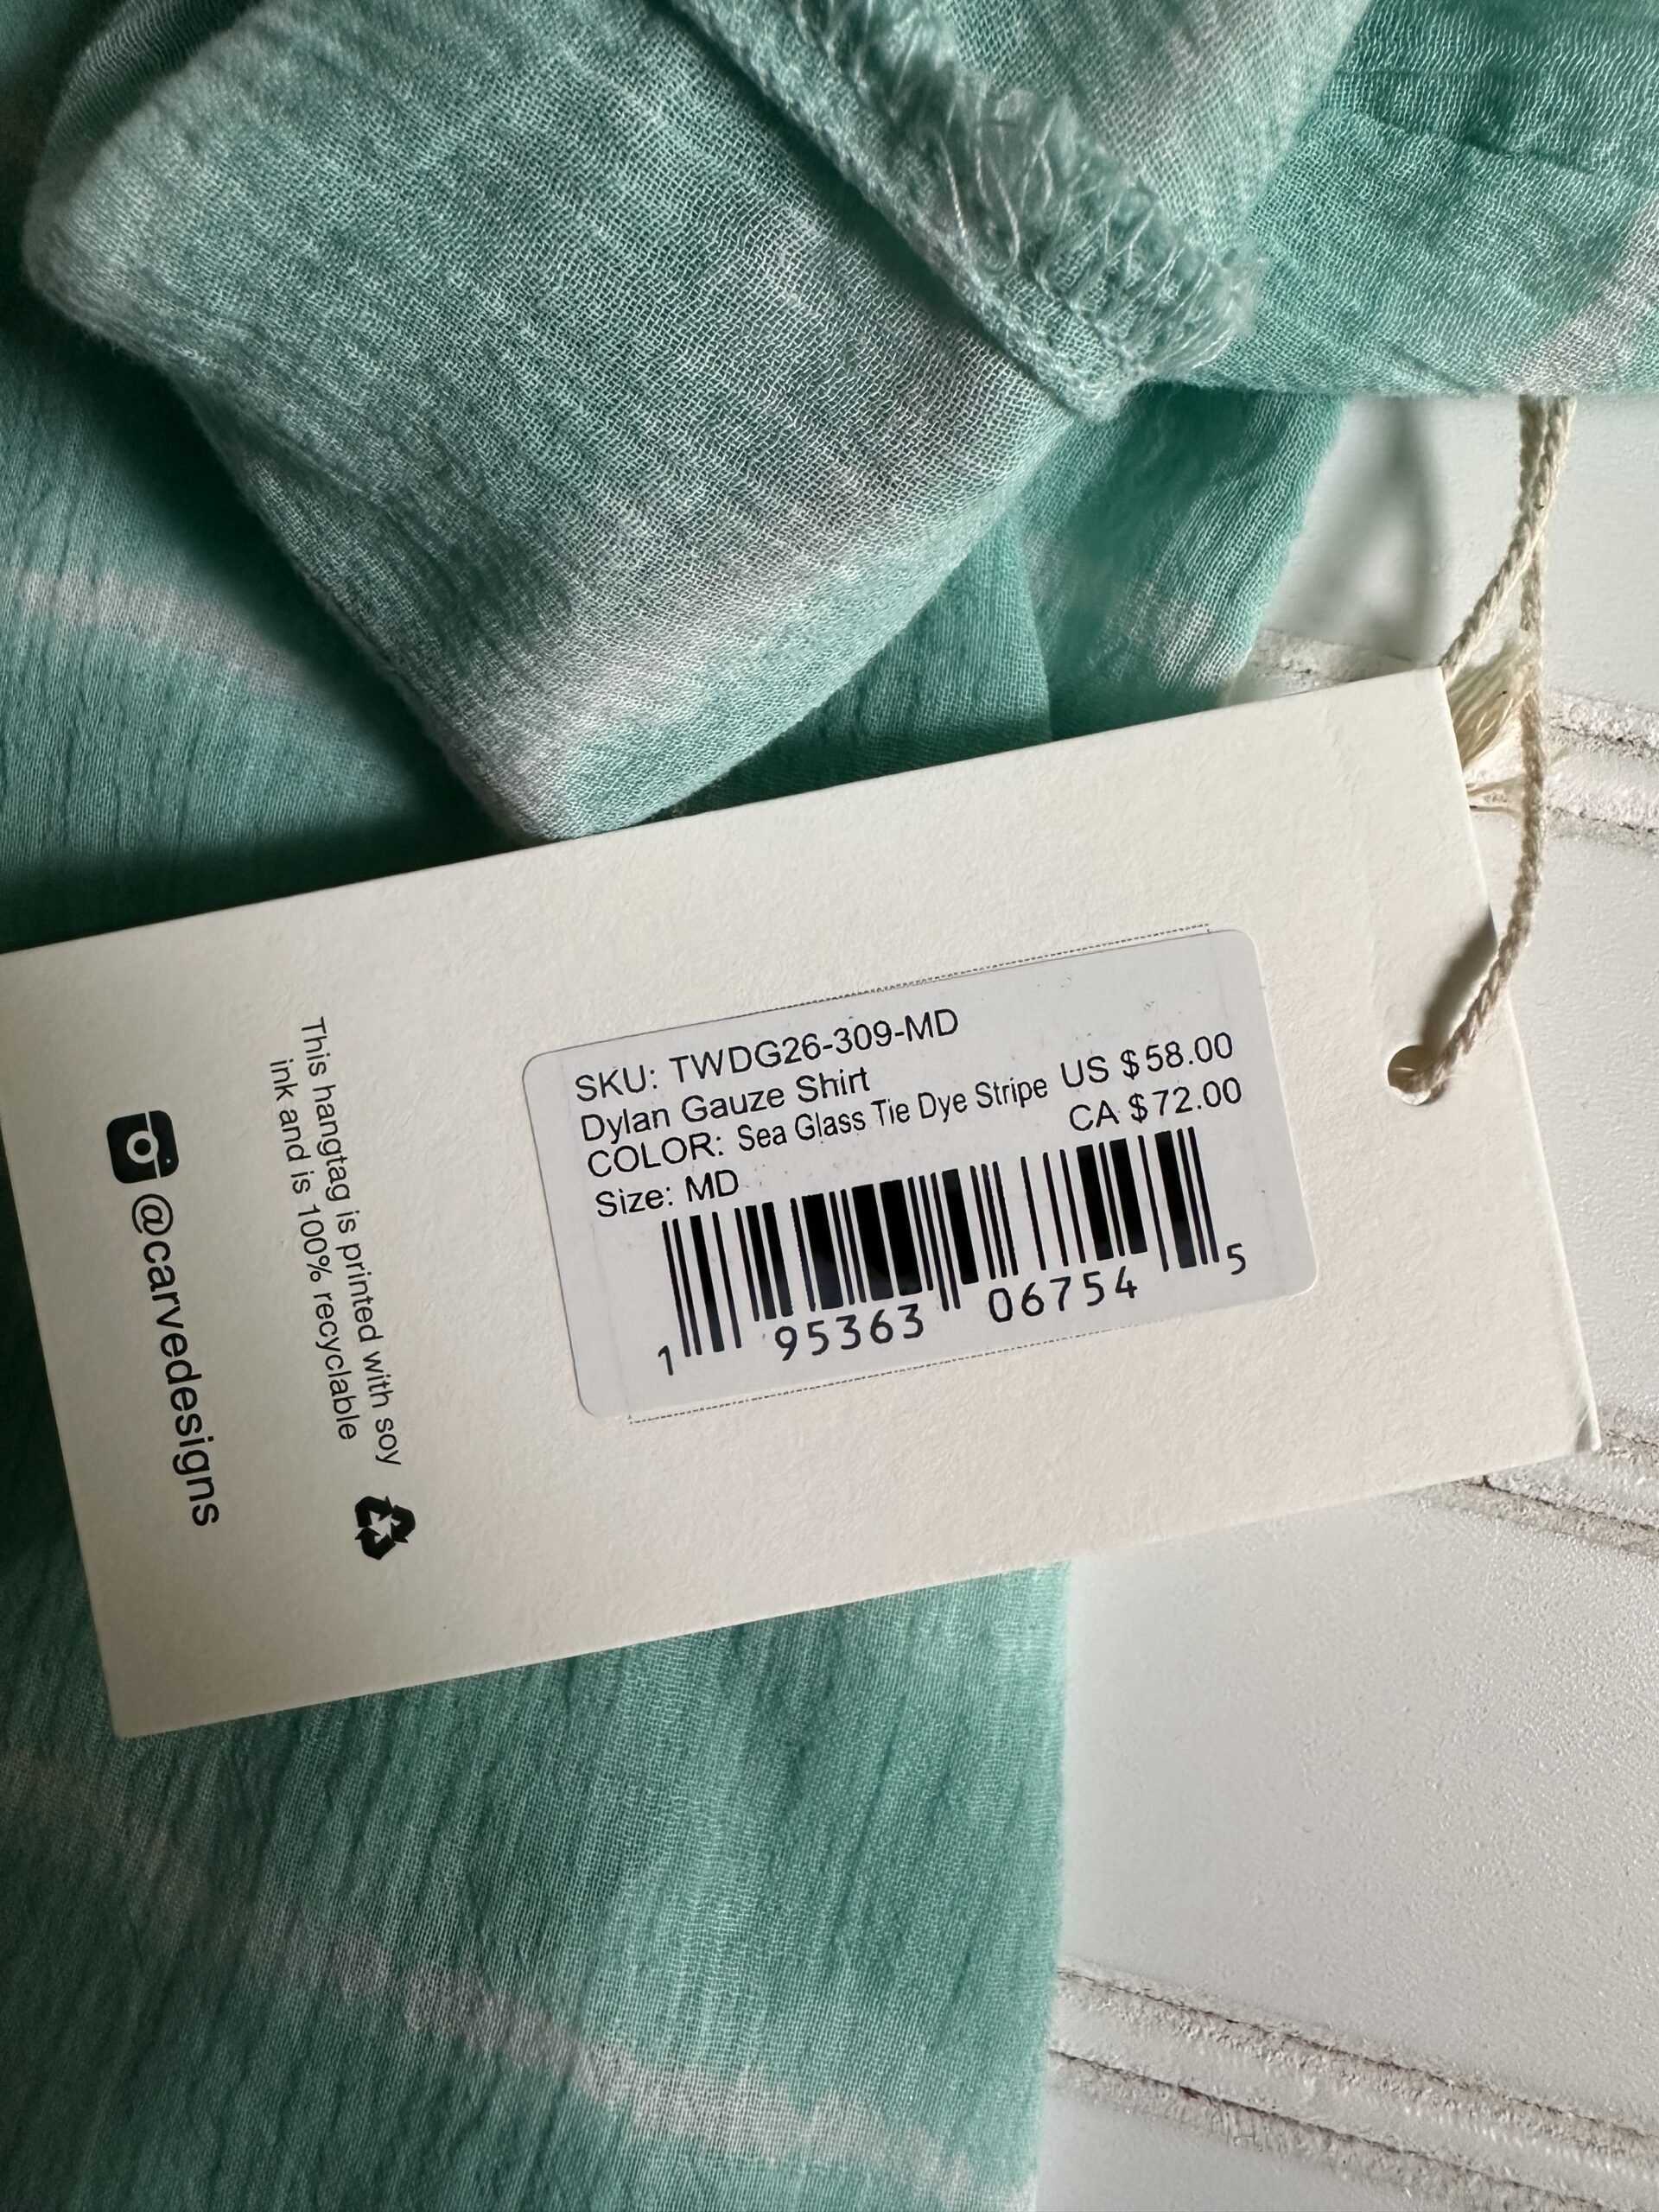 SKU: TWDG26-309-MD
Dylan Gauze Shirt
COLOR: Sea Glass Tie Dye Stripe US $58.00
Size: MD CA $72.00
1 95363 06754 5
This hangtag is printed with soy
ink and is 100% recyclable
@carvedesigns